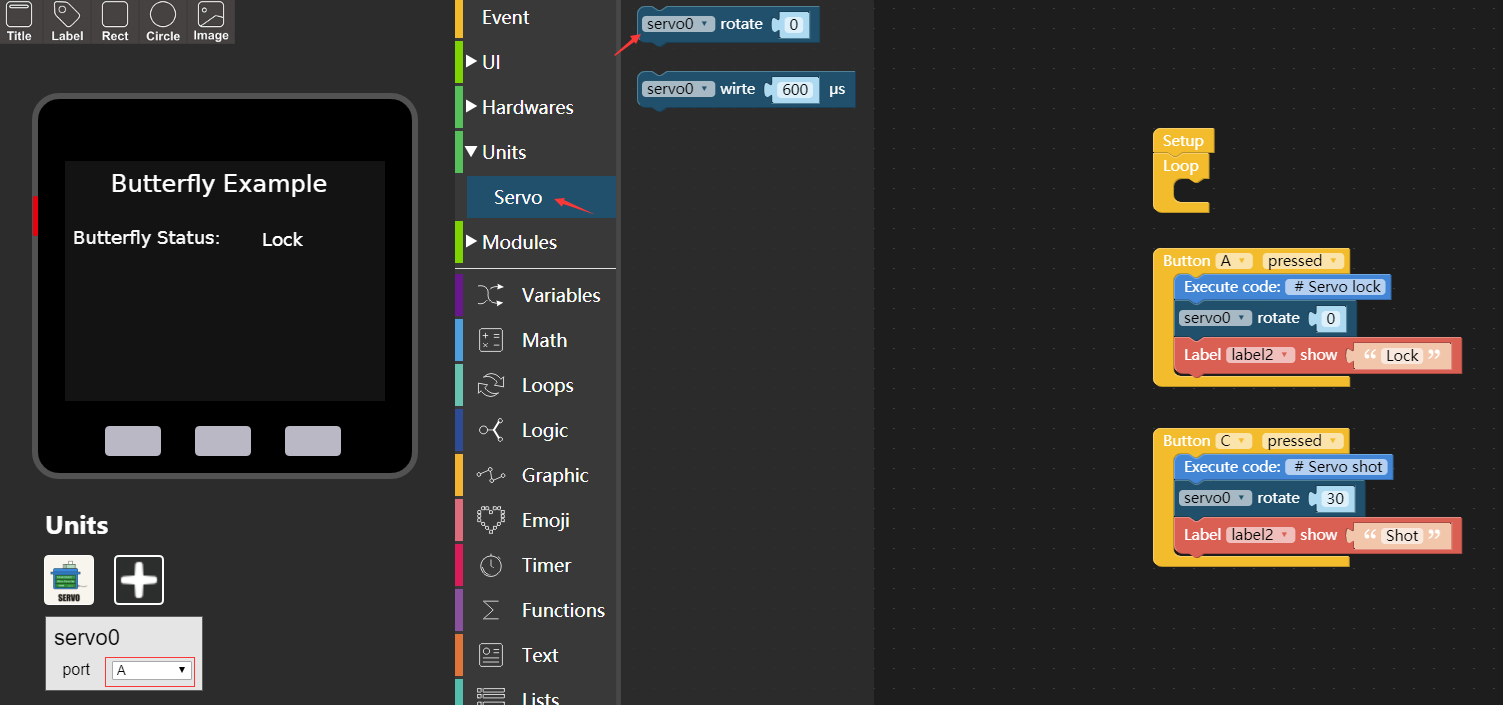 Title Label Rect Circle Image
Butterfly Example
Butterfly Status: Lock
Units
SERVO
servo0
port A
Event
UI
Hardwares
Units
Servo
Modules
Variables
Math
Loops
Logic
Graphic
Emoji
Timer
Functions
Text
Lists
servo0 rotate 0
servo0 wirte 600 µs
Setup
Loop
Button A pressed
Execute code: # Servo lock
servo0 rotate 0
Label label2 show “ Lock ”
Button C pressed
Execute code: # Servo shot
servo0 rotate 30
Label label2 show “ Shot ”